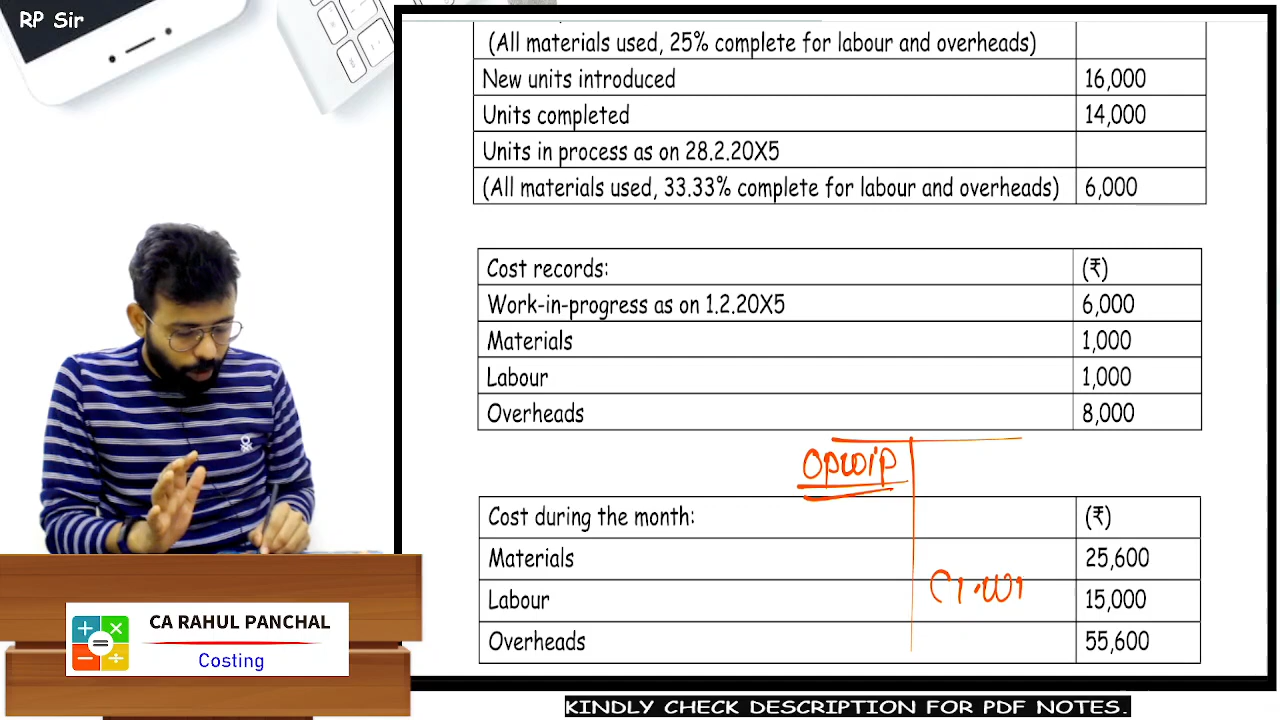 RP Sir
(All materials used, 25% complete for labour and overheads)
New units introduced 16,000
Units completed 14,000
Units in process as on 28.2.20X5
(All materials used, 33.33% complete for labour and overheads) 6,000
Cost records: (₹)
Work-in-progress as on 1.2.20X5 6,000
Materials 1,000
Labour 1,000
Overheads 8,000
OPWIP
Cost during the month: (₹)
Materials 25,600
Labour 15,000
Overheads 55,600
CA RAHUL PANCHAL
Costing
KINDLY CHECK DESCRIPTION FOR PDF NOTES.